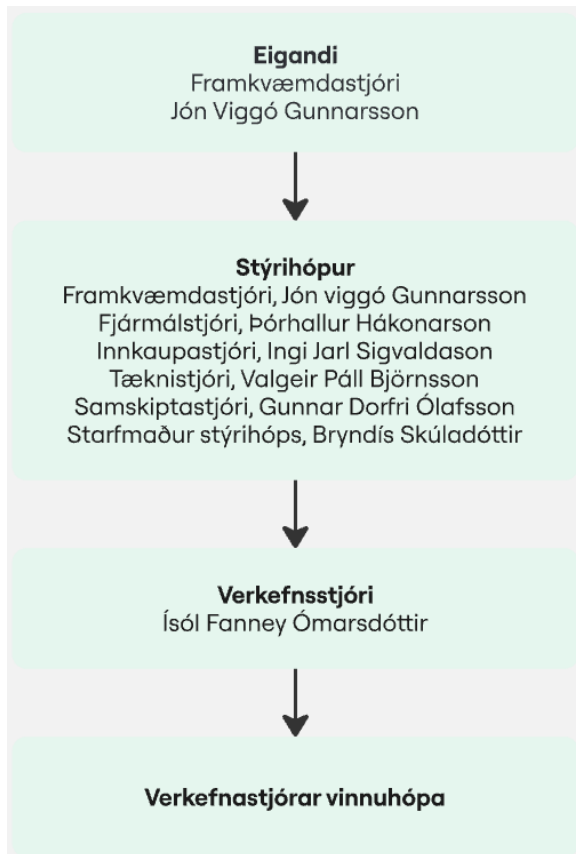 Eigandi
Framkvæmdastjóri
Jón Viggó Gunnarsson
Stýrihópur
Framkvæmdastjóri, Jón viggó Gunnarsson
Fjármálstjóri, Þórhallur Hákonarson
Innkaupastjóri, Ingi Jarl Sigvaldason
Tæknistjóri, Valgeir Páll Björnsson
Samskiptastjóri, Gunnar Dorfri Ólafsson
Starfmaður stýrihóps, Bryndís Skúladóttir
Verkefnsstjóri
Ísól Fanney Ómarsdóttir
Verkefnastjórar vinnuhópa